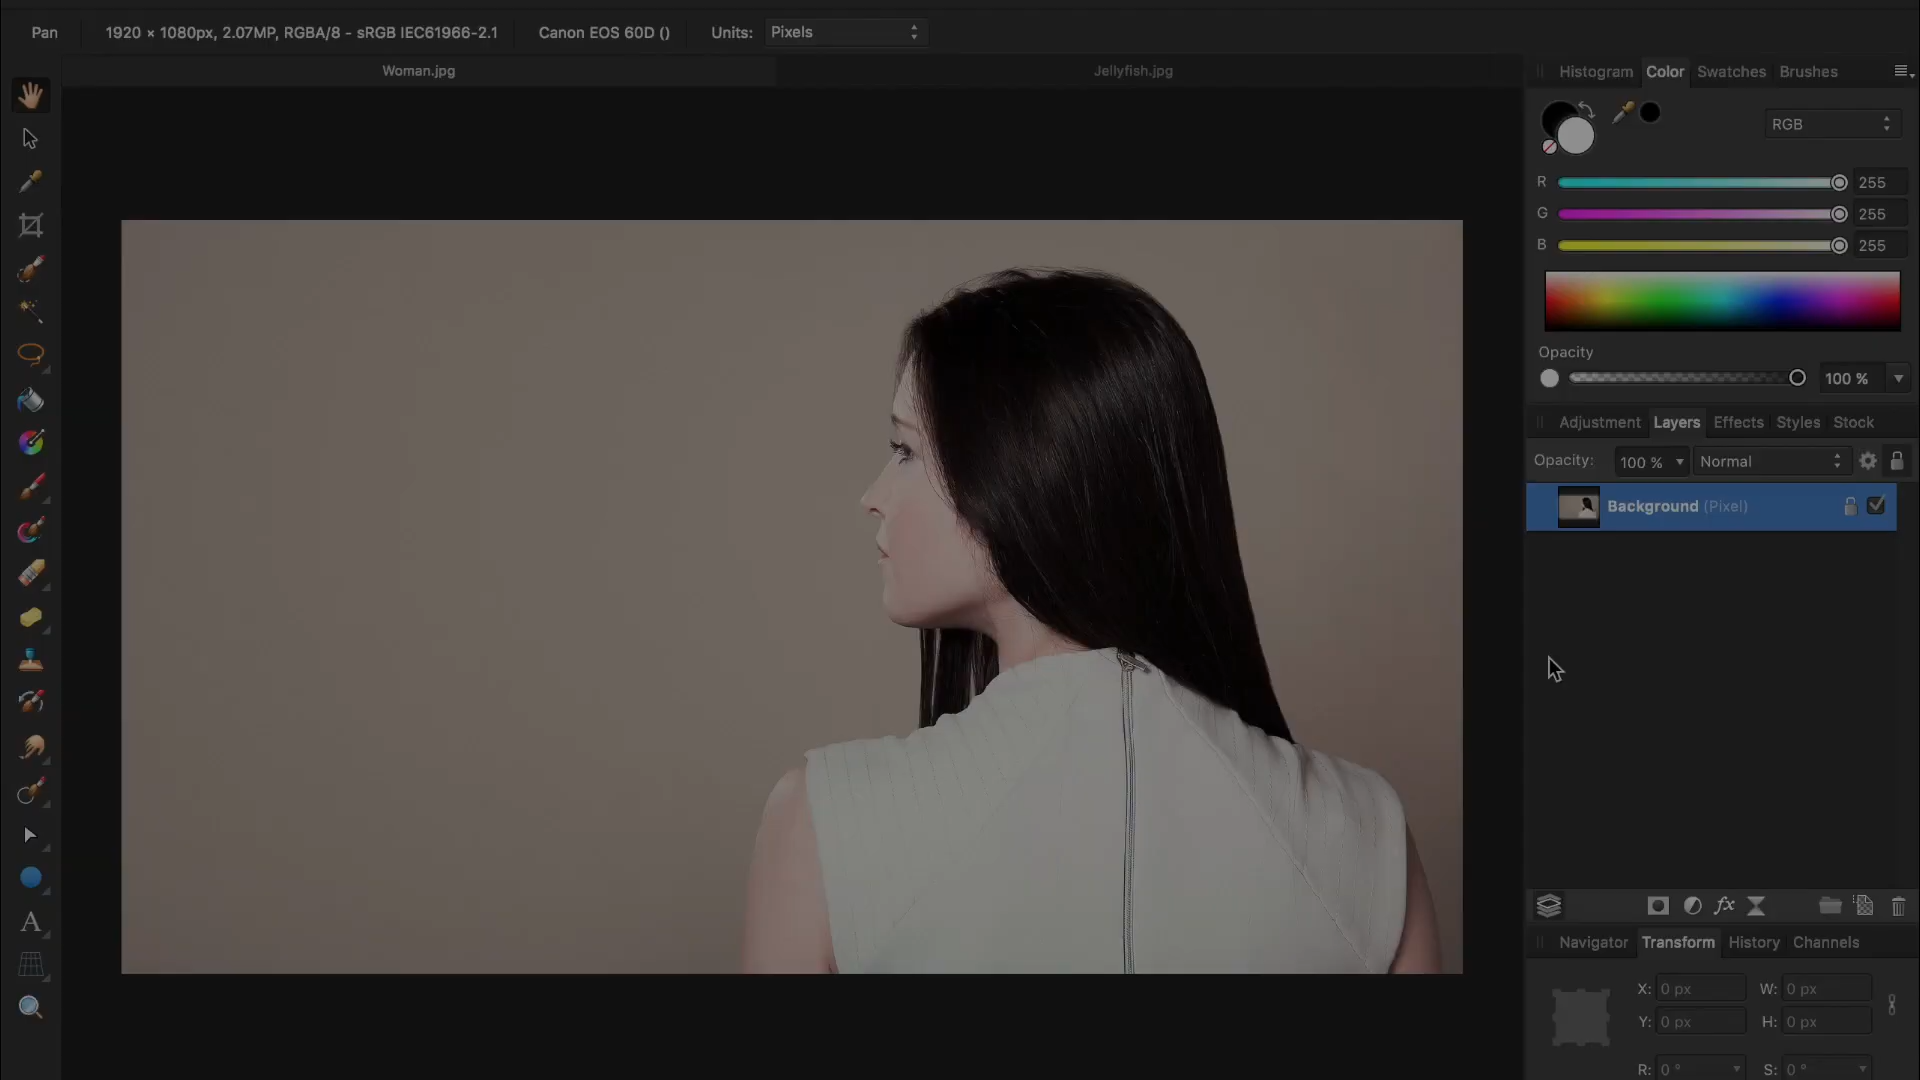 Pan 1920 × 1080px, 2.07MP, RGBA/8 - sRGB IEC61966-2.1 Canon EOS 60D () Units: Pixels
Woman.jpg Jellyfish.jpg
Histogram Color Swatches Brushes
RGB
R 255
G 255
B 255
Opacity
100 %
Adjustment Layers Effects Styles Stock
Opacity: 100 % Normal
Background (Pixel)
fx
A
Navigator Transform History Channels
X: 0 px W: 0 px
Y: 0 px H: 0 px
R: 0 ° S: 0 °